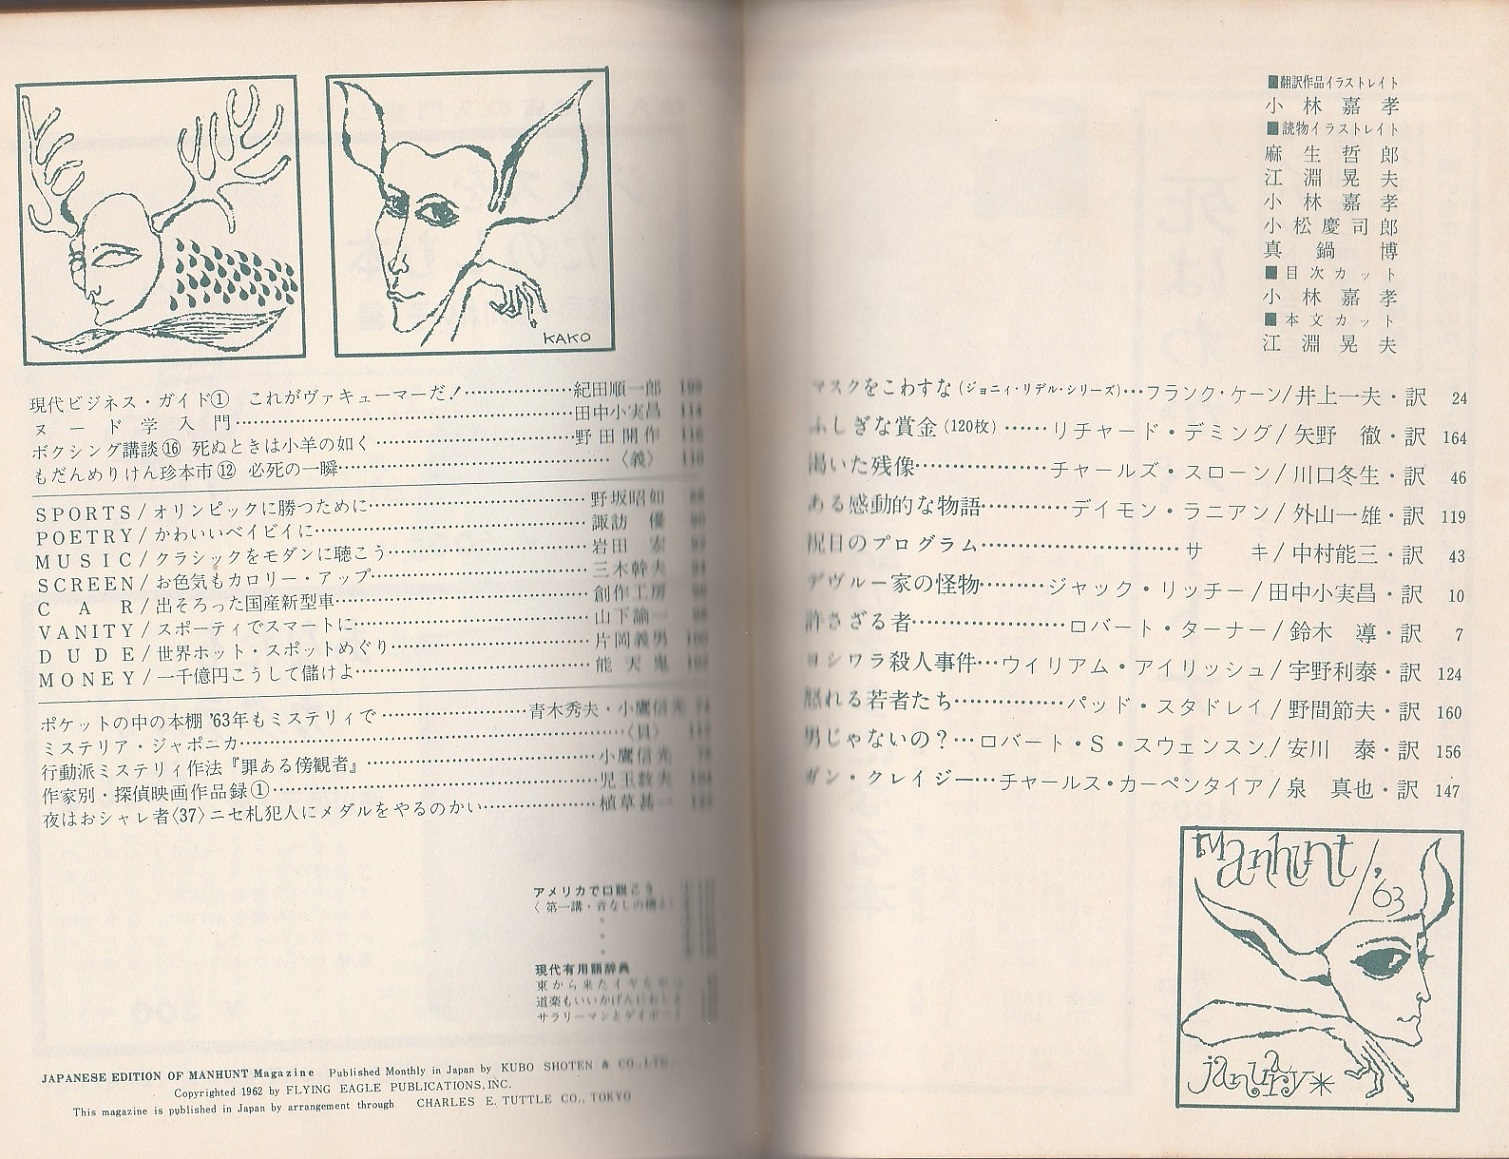 ■翻訳作品イラストレイト
小林嘉孝
■読物イラストレイト
麻生哲郎
江淵晃夫
小林嘉孝
小松慶司郎
真鍋博
■目次カット
小林嘉孝
■本文カット
江淵晃夫
マスクをこわすな(ジョニィ・リデル・シリーズ)…フランク・ケーン/井上一夫・訳 24
ふしぎな賞金(120枚)……リチャード・デミング/矢野 徹・訳 164
渇いた残像………………チャールズ・スローン/川口冬生・訳 46
ある感動的な物語…………デイモン・ラニアン/外山一雄・訳 119
祝日のプログラム…………………………サ キ/中村能三・訳 43
デヴルー家の怪物………ジャック・リッチー/田中小実昌・訳 10
許さざる者…………………ロバート・ターナー/鈴木 導・訳 7
ヨシワラ殺人事件…ウィリアム・アイリッシュ/宇野利泰・訳 124
怒れる若者たち……………パッド・スタドレイ/野間節夫・訳 160
男じゃないの？…ロバート・S・スウェンスン/安川 泰・訳 156
ガン・クレイジー…チャールス・カーペンタイア/泉 真也・訳 147
Manhunt/'63
january*
KAKO
現代ビジネス・ガイド① これがヴァキューマーだ！…………紀田順一郎
ヌード学入門……………………………田中小実昌 114
ボクシング講談⑯ 死ぬときは小羊の如く……………………野田開作 116
もだんめりけん珍本市⑫ 必死の一瞬…………………………〈義〉
SPORTS/オリンピックに勝つために……………………野坂昭如
POETRY/かわいいベイビイに…………………………諏訪 優
MUSIC/クラシックをモダンに聴こう……………………岩田 宏
SCREEN/お色気もカロリー・アップ……………………三木幹夫
CAR/出そろった国産新型車………………………創作工房
VANITY/スポーティでスマートに………………………山下諭一
DUDE/世界ホット・スポットめぐり……………………片岡義男
MONEY/一千億円こうして儲けよ………………………能 天鬼
ポケットの中の本棚 '63年もミステリィで………………青木秀夫・小鷹信光
ミステリア・ジャポニカ……………………………………
行動派ミステリィ作法『罪ある傍観者』……………………小鷹信光
作家別・探偵映画作品録①……………………………児玉数夫
夜はおシャレ者〈37〉ニセ札犯人にメダルをやるのかい…………植草甚一
アメリカで口説こう
〈第一講・音なしの構え〉
現代有用語辞典
東から来た
道楽もいいかげんに
サラリーマンと
JAPANESE EDITION OF MANHUNT Magazine Published Monthly in Japan by KUBO SHOTEN & CO., LTD.
Copyrighted 1962 by FLYING EAGLE PUBLICATIONS, INC.
This magazine is published in Japan by arrangement through CHARLES E. TUTTLE CO., TOKYO